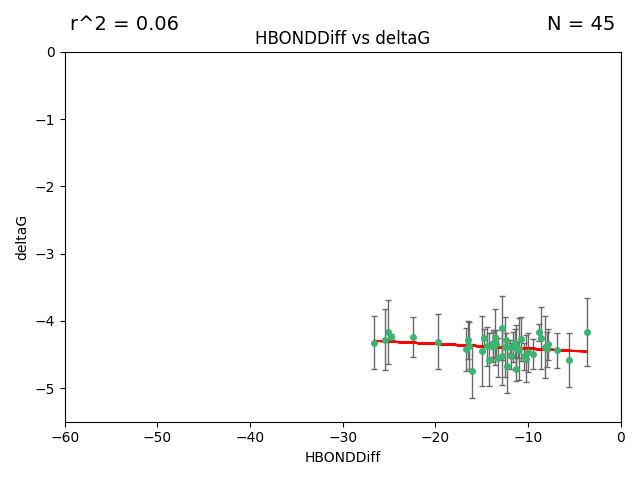 r^2 = 0.06
N = 45
HBONDDiff vs deltaG
deltaG
0
−1
−2
−3
−4
−5
−60
−50
−40
−30
−20
−10
0
HBONDDiff